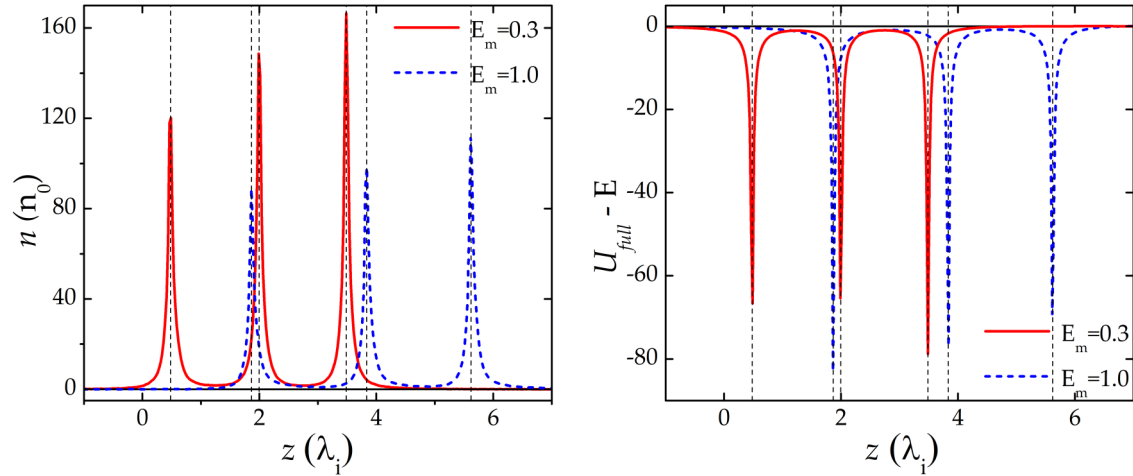 160
120
80
40
0
n (n₀)
E_m=0.3
E_m=1.0
0 2 4 6
z (λ_i)
0
-20
-40
-60
-80
U_full - E
E_m=0.3
E_m=1.0
0 2 4 6
z (λ_i)